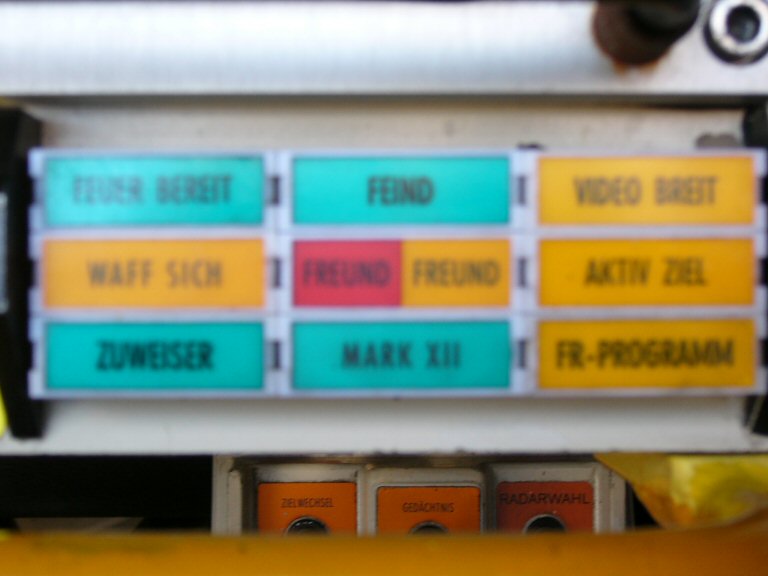 FEUER BEREIT FEIND VIDEO BREIT
WAFF SICH FREUND FREUND AKTIV ZIEL
ZUWEISER MARK XII FR-PROGRAMM
ZIELWECHSEL GEDÄCHTNIS RADARWAHL